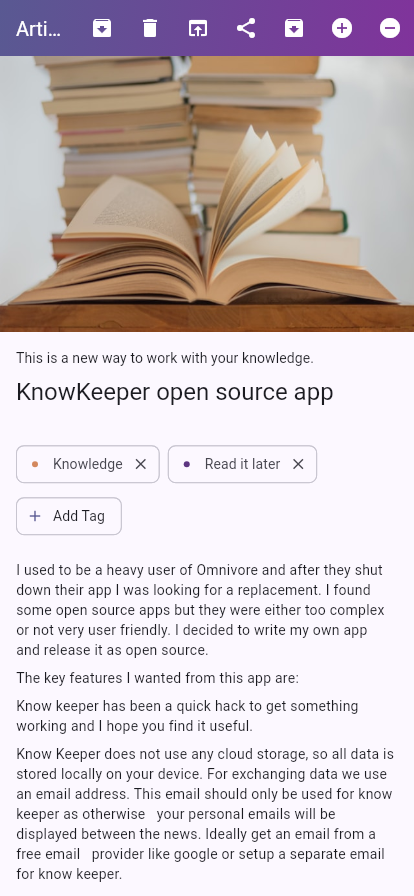 Arti...
This is a new way to work with your knowledge.
KnowKeeper open source app
Knowledge
Read it later
Add Tag
I used to be a heavy user of Omnivore and after they shut
down their app I was looking for a replacement. I found
some open source apps but they were either too complex
or not very user friendly. I decided to write my own app
and release it as open source.
The key features I wanted from this app are:
Know keeper has been a quick hack to get something
working and I hope you find it useful.
Know Keeper does not use any cloud storage, so all data is
stored locally on your device. For exchanging data we use
an email address. This email should only be used for know
keeper as otherwise   your personal emails will be
displayed between the news. Ideally get an email from a
free email   provider like google or setup a separate email
for know keeper.